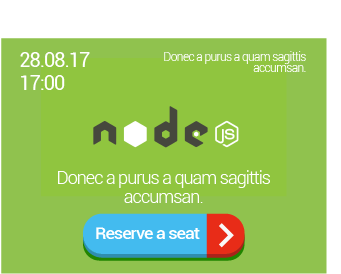 28.08.17
17:00
Donec a purus a quam sagittis
accumsan.
node
JS
Donec a purus a quam sagittis
accumsan.
Reserve a seat